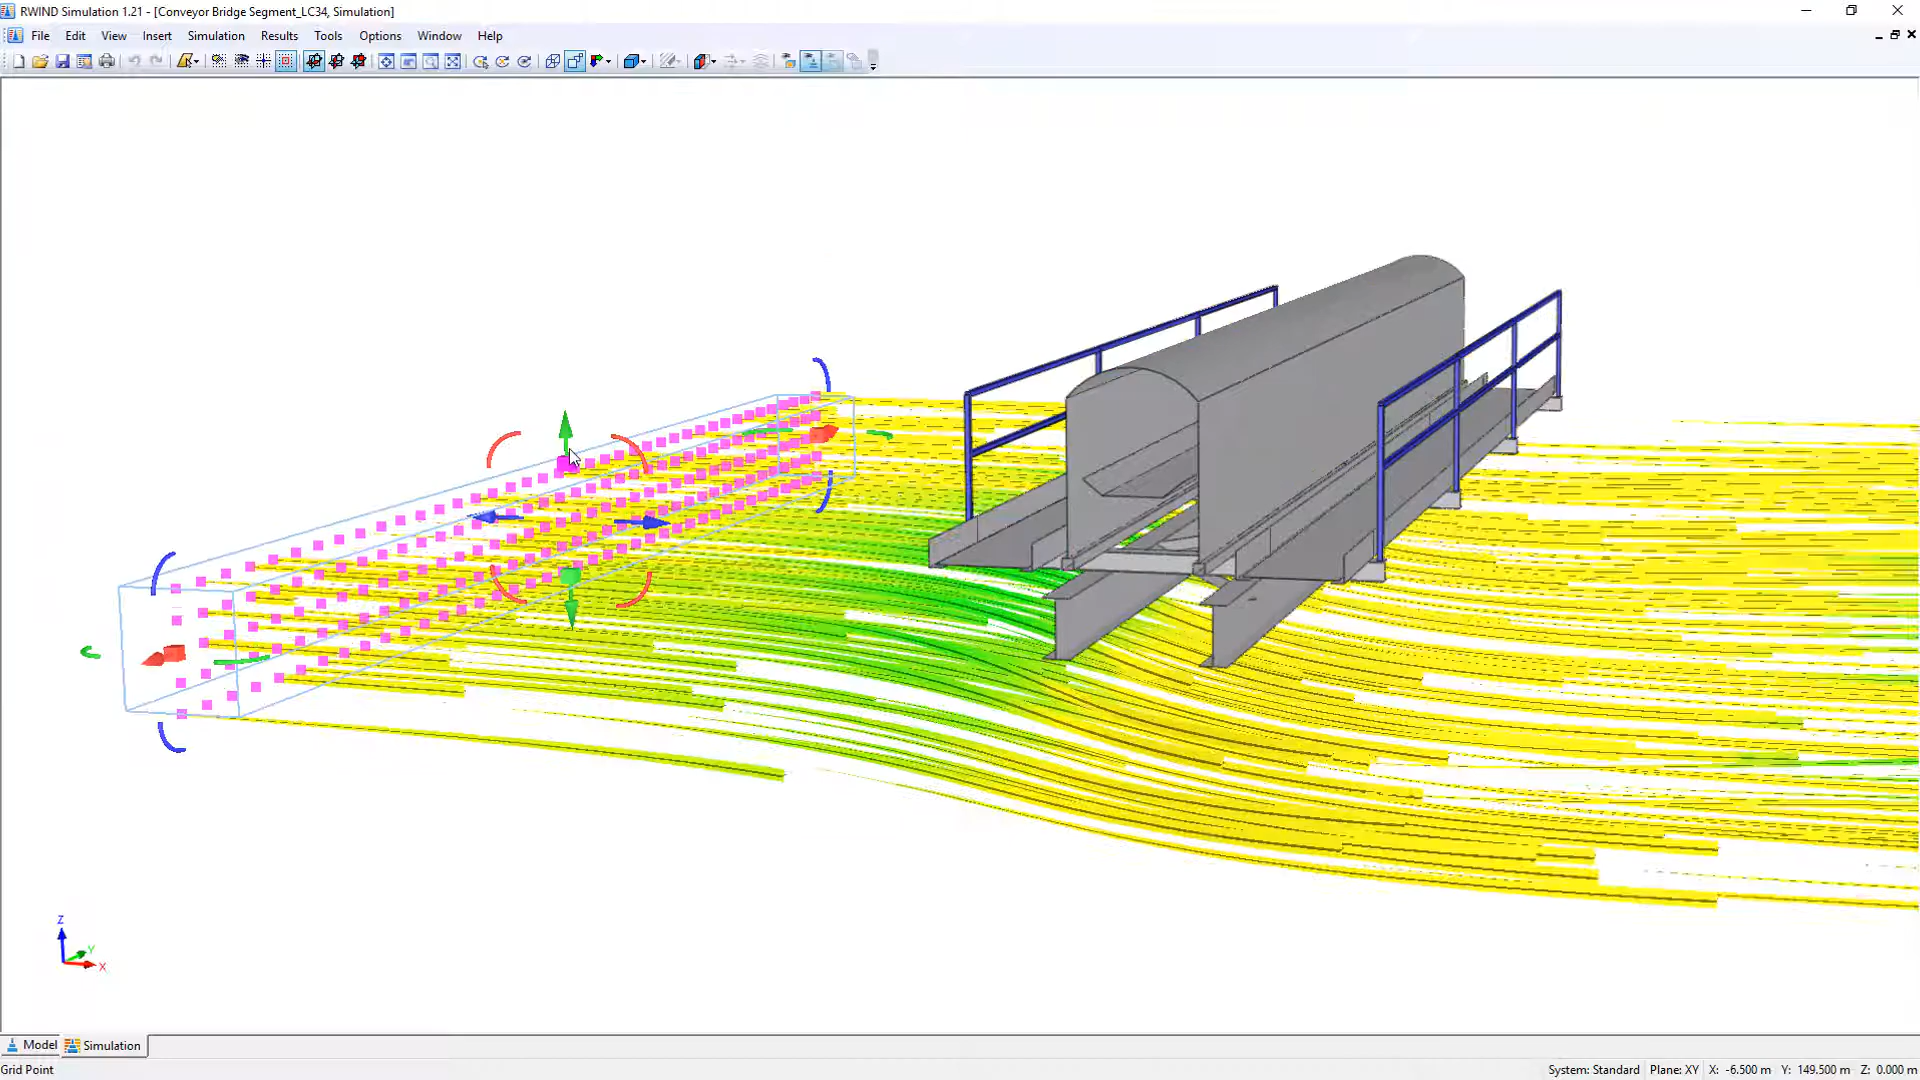 RWIND Simulation 1.21 - [Conveyor Bridge Segment_LC34, Simulation]
File Edit View Insert Simulation Results Tools Options Window Help
Z
Y
X
Model Simulation
Grid Point System: Standard Plane: XY X: -6.500 m Y: 149.500 m Z: 0.000 m